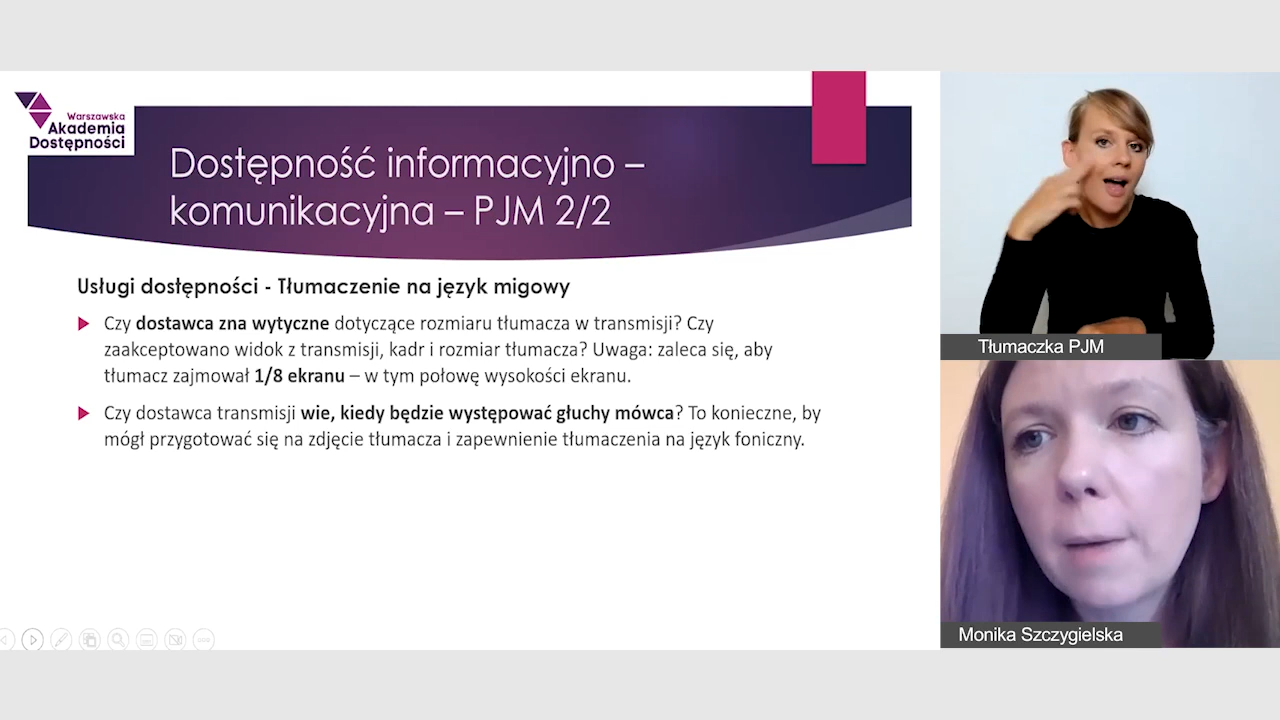 Warszawska
Akademia
Dostępności
Dostępność informacyjno –
komunikacyjna – PJM 2/2
Usługi dostępności - Tłumaczenie na język migowy
Czy dostawca zna wytyczne dotyczące rozmiaru tłumacza w transmisji? Czy
zaakceptowano widok z transmisji, kadr i rozmiar tłumacza? Uwaga: zaleca się, aby
tłumacz zajmował 1/8 ekranu – w tym połowę wysokości ekranu.
Czy dostawca transmisji wie, kiedy będzie występować głuchy mówca? To konieczne, by
mógł przygotować się na zdjęcie tłumacza i zapewnienie tłumaczenia na język foniczny.
Tłumaczka PJM
Monika Szczygielska